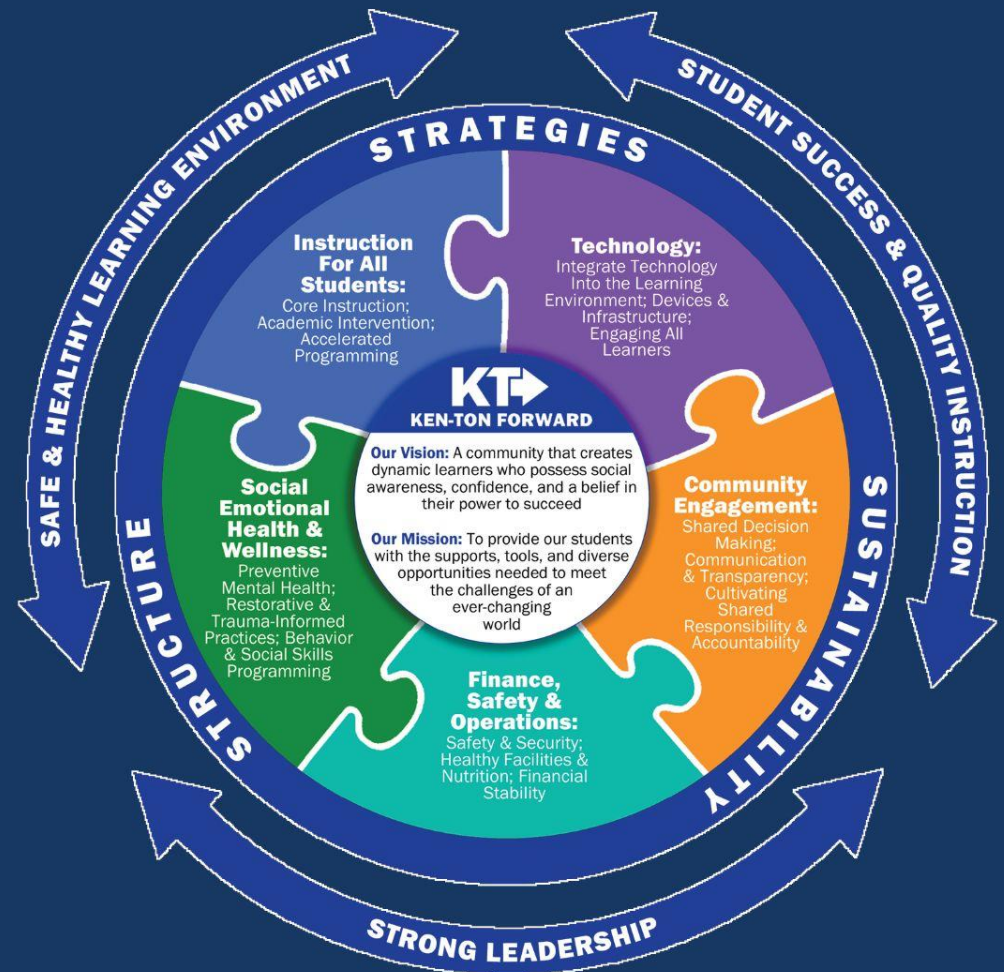 SAFE & HEALTHY LEARNING ENVIRONMENT
STUDENT SUCCESS & QUALITY INSTRUCTION
STRATEGIES
Instruction
For All
Students:
Core Instruction;
Academic Intervention;
Accelerated
Programming
Technology:
Integrate Technology
Into the Learning
Environment; Devices &
Infrastructure;
Engaging All
Learners
KT
KEN-TON FORWARD
Our Vision: A community that creates
dynamic learners who possess social
awareness, confidence, and a belief in
their power to succeed
Our Mission: To provide our students
with the supports, tools, and diverse
opportunities needed to meet
the challenges of an
ever-changing
world
Social
Emotional
Health &
Wellness:
Preventive
Mental Health;
Restorative &
Trauma-Informed
Practices; Behavior
& Social Skills
Programming
Community
Engagement:
Shared Decision
Making;
Communication
& Transparency;
Cultivating
Shared
Responsibility &
Accountability
Finance,
Safety &
Operations:
Safety & Security;
Healthy Facilities &
Nutrition; Financial
Stability
STRUCTURE
SUSTAINABILITY
STRONG LEADERSHIP